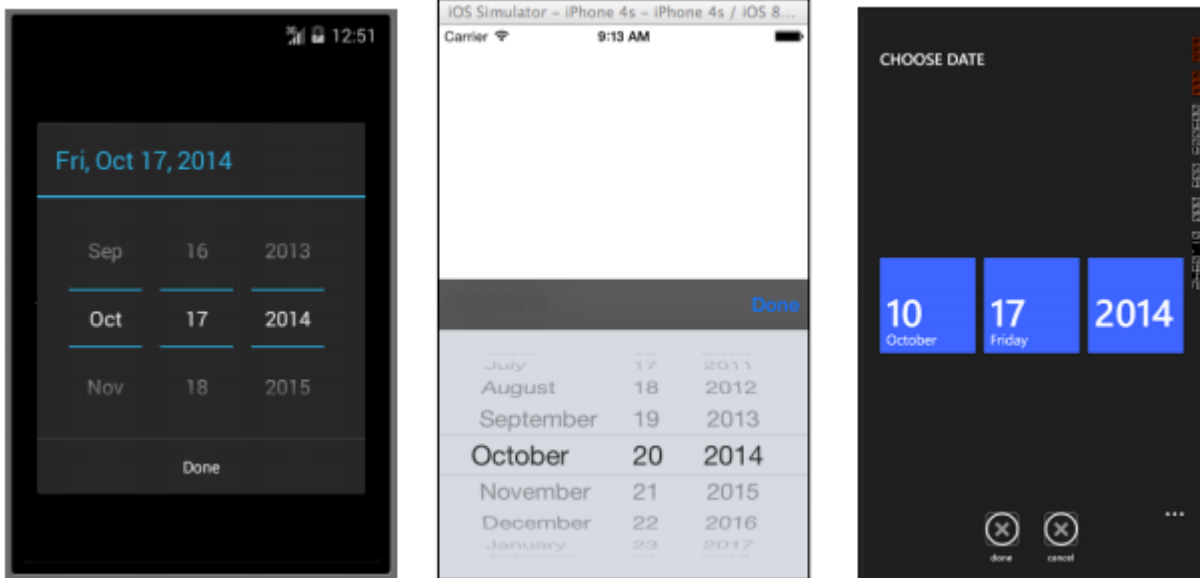 12:51
Fri, Oct 17, 2014
Sep 16 2013
Oct 17 2014
Nov 18 2015
Done
iOS Simulator - iPhone 4s - iPhone 4s / iOS 8...
Carrier 9:13 AM
Done
July 17 2011
August 18 2012
September 19 2013
October 20 2014
November 21 2015
December 22 2016
January 23 2017
CHOOSE DATE
10
October
17
Friday
2014
...
done cancel